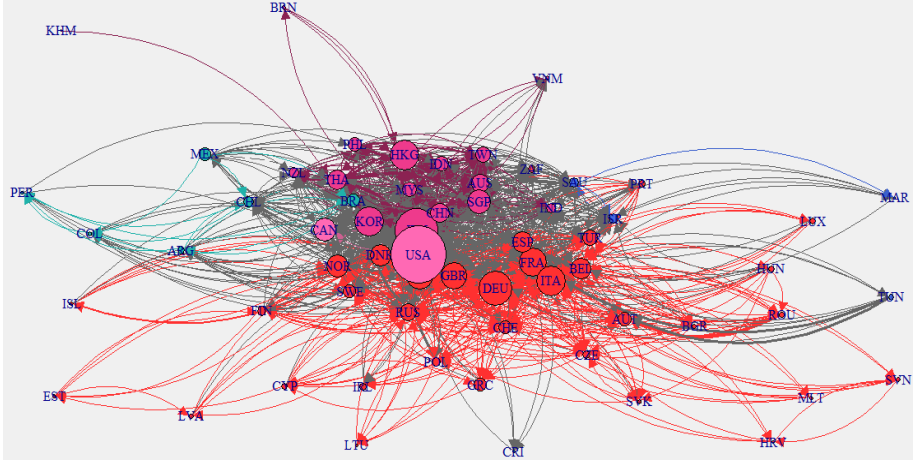 BRN
KHM
VNM
MEX
PHL
HKG
IDN
TWN
NZL
THA
ZAF
SAU
PRT
PER
CHL
BRA
MYS
AUS
SGP
MAR
COL
CAN
KOR
CHN
IND
ISR
LUX
ARG
DNK
USA
ESP
TUR
NOR
GBR
FRA
BEL
HUN
SWE
DEU
ITA
ISL
FIN
RUS
CHE
AUT
BGR
ROU
TUN
POL
CZE
EST
LVA
CYP
IRL
GRC
SVK
MLT
SVN
LTU
CRI
HRV